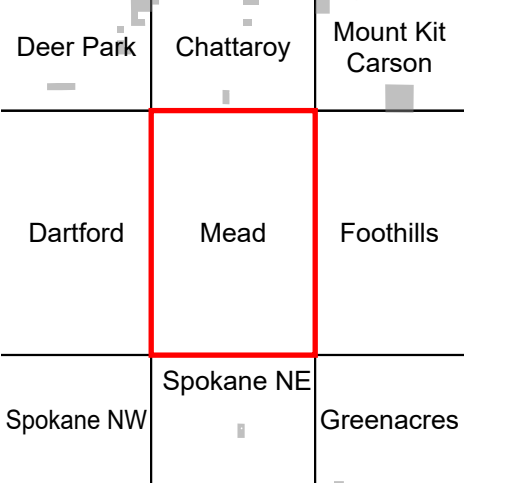 Deer Park
Chattaroy
Mount Kit
Carson
Dartford
Mead
Foothills
Spokane NW
Spokane NE
Greenacres